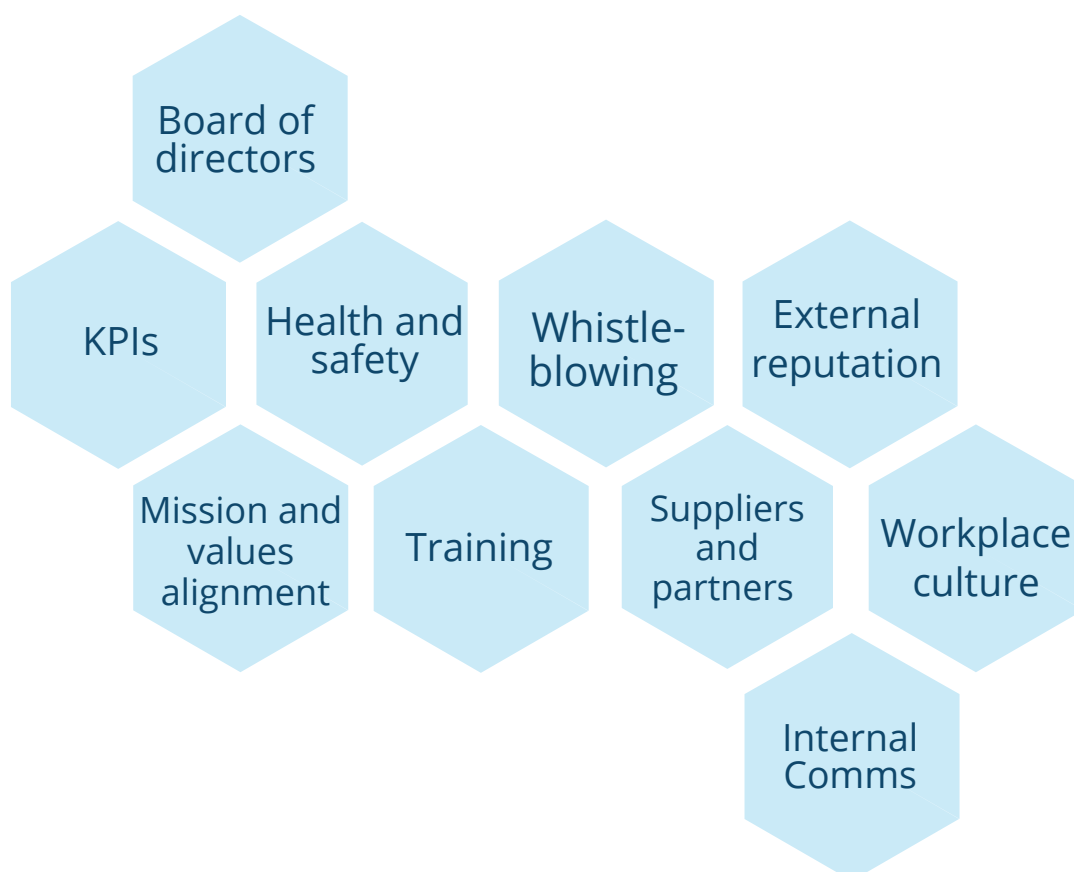 Board of
directors
KPIs
Health and
safety
Whistle-
blowing
External
reputation
Mission and
values
alignment
Training
Suppliers
and
partners
Workplace
culture
Internal
Comms